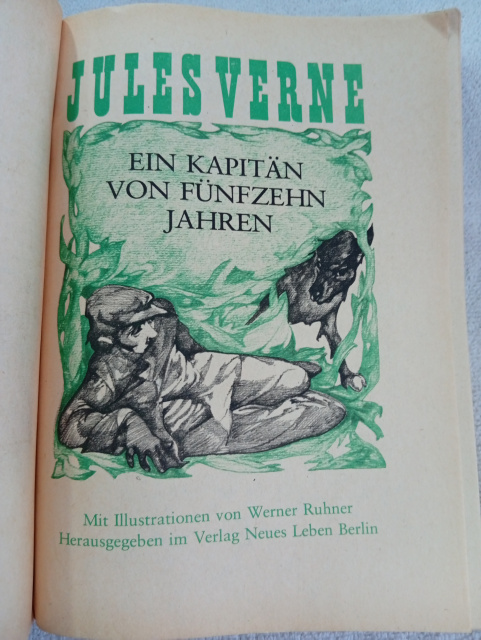 JULES VERNE
EIN KAPITÄN
VON FÜNFZEHN
JAHREN
Mit Illustrationen von Werner Ruhner
Herausgegeben im Verlag Neues Leben Berlin